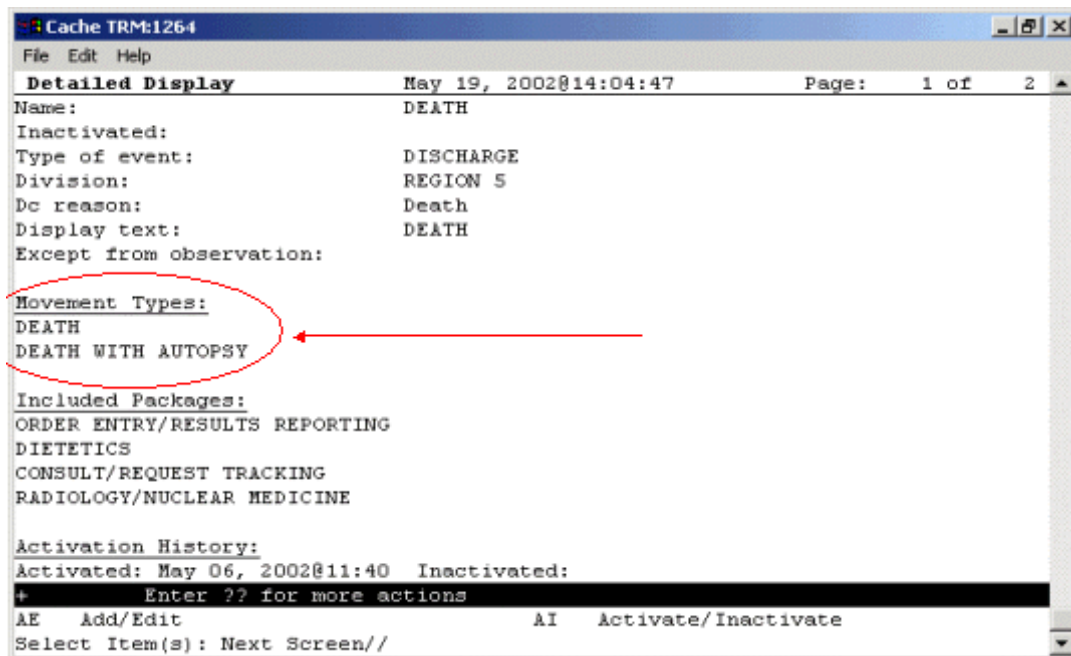 Cache TRM:1264
File Edit Help
Detailed Display May 19, 2002@14:04:47 Page: 1 of 2
Name: DEATH
Inactivated:
Type of event: DISCHARGE
Division: REGION 5
Dc reason: Death
Display text: DEATH
Except from observation:
Movement Types:
DEATH
DEATH WITH AUTOPSY
Included Packages:
ORDER ENTRY/RESULTS REPORTING
DIETETICS
CONSULT/REQUEST TRACKING
RADIOLOGY/NUCLEAR MEDICINE
Activation History:
Activated: May 06, 2002@11:40 Inactivated:
+ Enter ?? for more actions
AE Add/Edit AI Activate/Inactivate
Select Item(s): Next Screen//